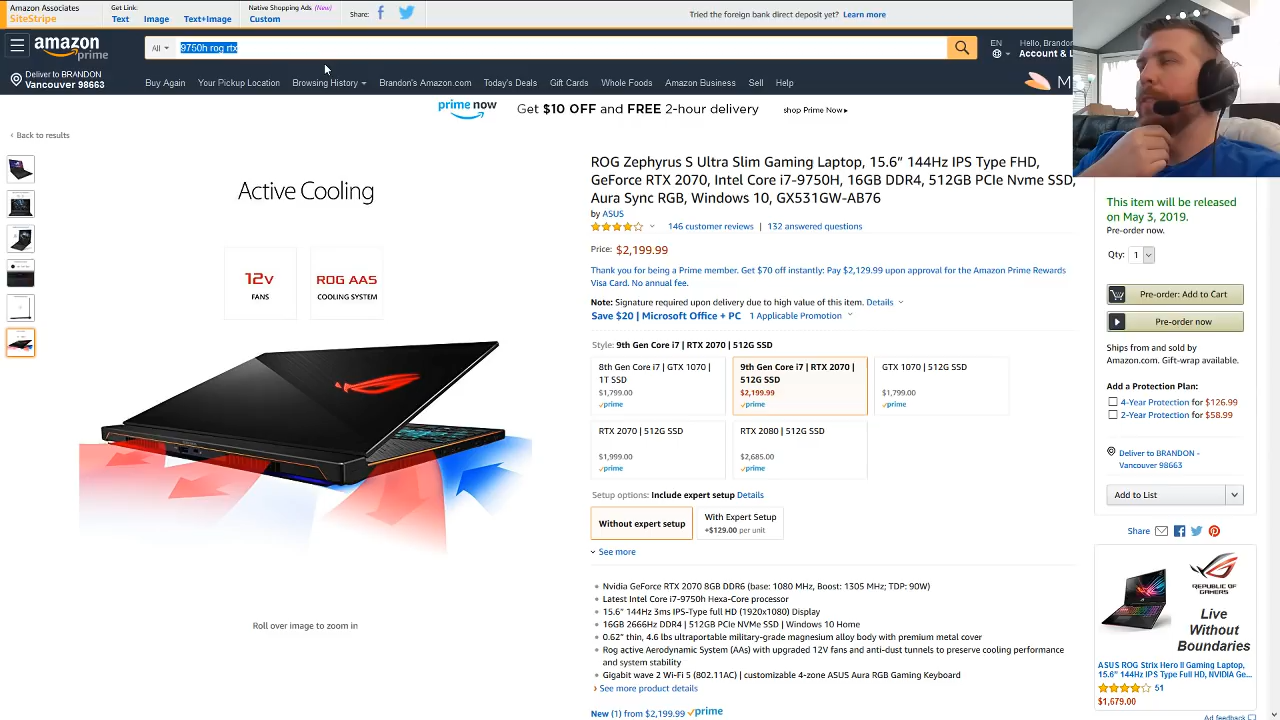 Amazon Associates
SiteStripe
Get Link:
Text
Image
Text+Image
Native Shopping Ads (New)
Custom
Share:
Tried the foreign bank direct deposit yet? Learn more
amazon
prime
All
9750h rog rtx
EN
Hello, Brandon
Account & L
Deliver to BRANDON
Vancouver 98663
Buy Again
Your Pickup Location
Browsing History
Brandon's Amazon.com
Today's Deals
Gift Cards
Whole Foods
Amazon Business
Sell
Help
M
prime now
Get $10 OFF and FREE 2-hour delivery
shop Prime Now
‹ Back to results
Active Cooling
12V
FANS
ROG AAS
COOLING SYSTEM
Roll over image to zoom in
ROG Zephyrus S Ultra Slim Gaming Laptop, 15.6” 144Hz IPS Type FHD,
GeForce RTX 2070, Intel Core i7-9750H, 16GB DDR4, 512GB PCIe Nvme SSD,
Aura Sync RGB, Windows 10, GX531GW-AB76
by ASUS
146 customer reviews | 132 answered questions
Price: $2,199.99
Thank you for being a Prime member. Get $70 off instantly: Pay $2,129.99 upon approval for the Amazon Prime Rewards
Visa Card. No annual fee.
Note: Signature required upon delivery due to high value of this item. Details
Save $20 | Microsoft Office + PC 1 Applicable Promotion
Style: 9th Gen Core i7 | RTX 2070 | 512G SSD
8th Gen Core i7 | GTX 1070 |
1T SSD
$1,799.00
prime
9th Gen Core i7 | RTX 2070 |
512G SSD
$2,199.99
prime
GTX 1070 | 512G SSD
$1,799.00
prime
RTX 2070 | 512G SSD
$1,999.00
prime
RTX 2080 | 512G SSD
$2,685.00
prime
Setup options: Include expert setup Details
Without expert setup
With Expert Setup
+$129.00 per unit
See more
• Nvidia GeForce RTX 2070 8GB DDR6 (base: 1080 MHz, Boost: 1305 MHz; TDP: 90W)
• Latest Intel Core i7-9750h Hexa-Core processor
• 15.6” 144Hz 3ms IPS-Type full HD (1920x1080) Display
• 16GB 2666Hz DDR4 | 512GB PCIe NVMe SSD | Windows 10 Home
• 0.62” thin, 4.6 lbs ultraportable military-grade magnesium alloy body with premium metal cover
• Rog active Aerodynamic System (AAs) with upgraded 12V fans and anti-dust tunnels to preserve cooling performance
and system stability
• Gigabit wave 2 Wi-Fi 5 (802.11AC) | customizable 4-zone ASUS Aura RGB Gaming Keyboard
› See more product details
New (1) from $2,199.99 prime
This item will be released
on May 3, 2019.
Pre-order now.
Qty: 1
Pre-order: Add to Cart
Pre-order now
Ships from and sold by
Amazon.com. Gift-wrap available.
Add a Protection Plan:
4-Year Protection for $126.99
2-Year Protection for $58.99
Deliver to BRANDON -
Vancouver 98663
Add to List
Share
REPUBLIC OF
GAMERS
Live
Without
Boundaries
ASUS ROG Strix Hero II Gaming Laptop,
15.6” 144Hz IPS Type Full HD, NVIDIA Ge...
51
$1,679.00
Ad feedback